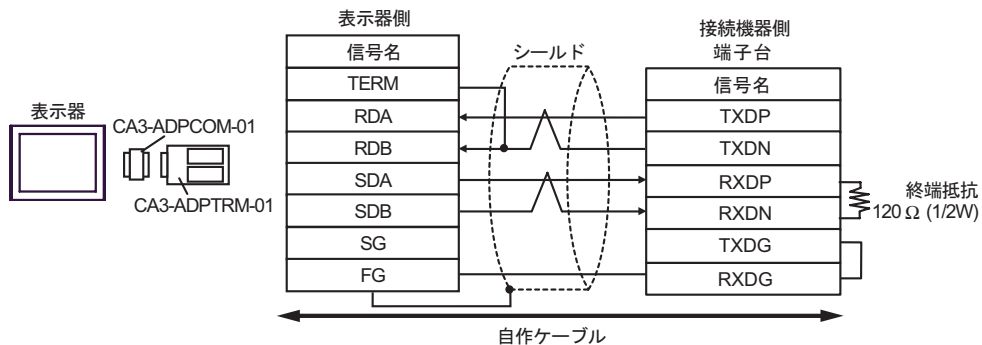 表示器
CA3-ADPCOM-01
CA3-ADPTRM-01
表示器側
信号名
TERM
RDA
RDB
SDA
SDB
SG
FG
シールド
接続機器側
端子台
信号名
TXDP
TXDN
RXDP
RXDN
TXDG
RXDG
終端抵抗
120 Ω (1/2W)
自作ケーブル